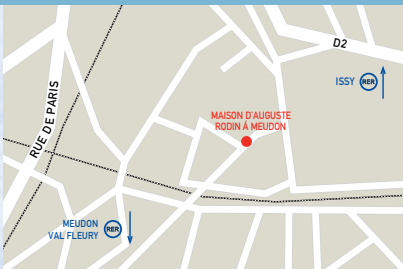 D2
ISSY RER
RUE DE PARIS
MAISON D'AUGUSTE
RODIN À MEUDON
MEUDON
VAL FLEURY RER